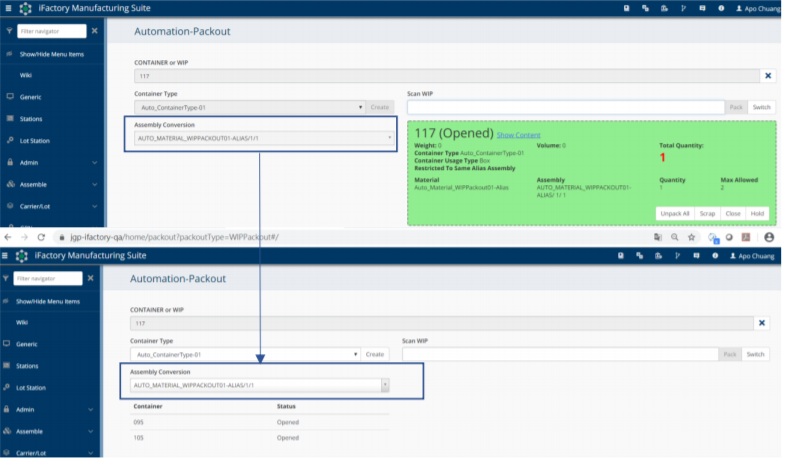 iFactory Manufacturing Suite
Apo Chuang
Filter navigator
Automation-Packout
Show/Hide Menu Items
Wiki
Generic
Stations
Lot Station
Admin
Assemble
Carrier/Lot
CONTAINER or WIP
117
Container Type
Auto_ContainerType-01
Create
Scan WIP
Pack
Switch
Assembly Conversion
AUTO_MATERIAL_WIPPACKOUT01-ALIAS/1/1
117 (Opened) Show Content
Weight: 0
Volume: 0
Total Quantity:
1
Container Type Auto_ContainerType-01
Container Usage Type Box
Restricted To Same Alias Assembly
Material
Assembly
Quantity
Max Allowed
Auto_Material_WIPPackout01-Alias
AUTO_MATERIAL_WIPPACKOUT01-
ALIAS/ 1/ 1
1
2
Unpack All
Scrap
Close
Hold
jgp-ifactory-qa/home/packout?packoutType=WIPPackout#/
iFactory Manufacturing Suite
Apo Chuang
Filter navigator
Automation-Packout
Show/Hide Menu Items
Wiki
Generic
Stations
Lot Station
Admin
Assemble
Carrier/Lot
CONTAINER or WIP
117
Container Type
Auto_ContainerType-01
Create
Scan WIP
Pack
Switch
Assembly Conversion
AUTO_MATERIAL_WIPPACKOUT01-ALIAS/1/1
Container
Status
095
Opened
105
Opened